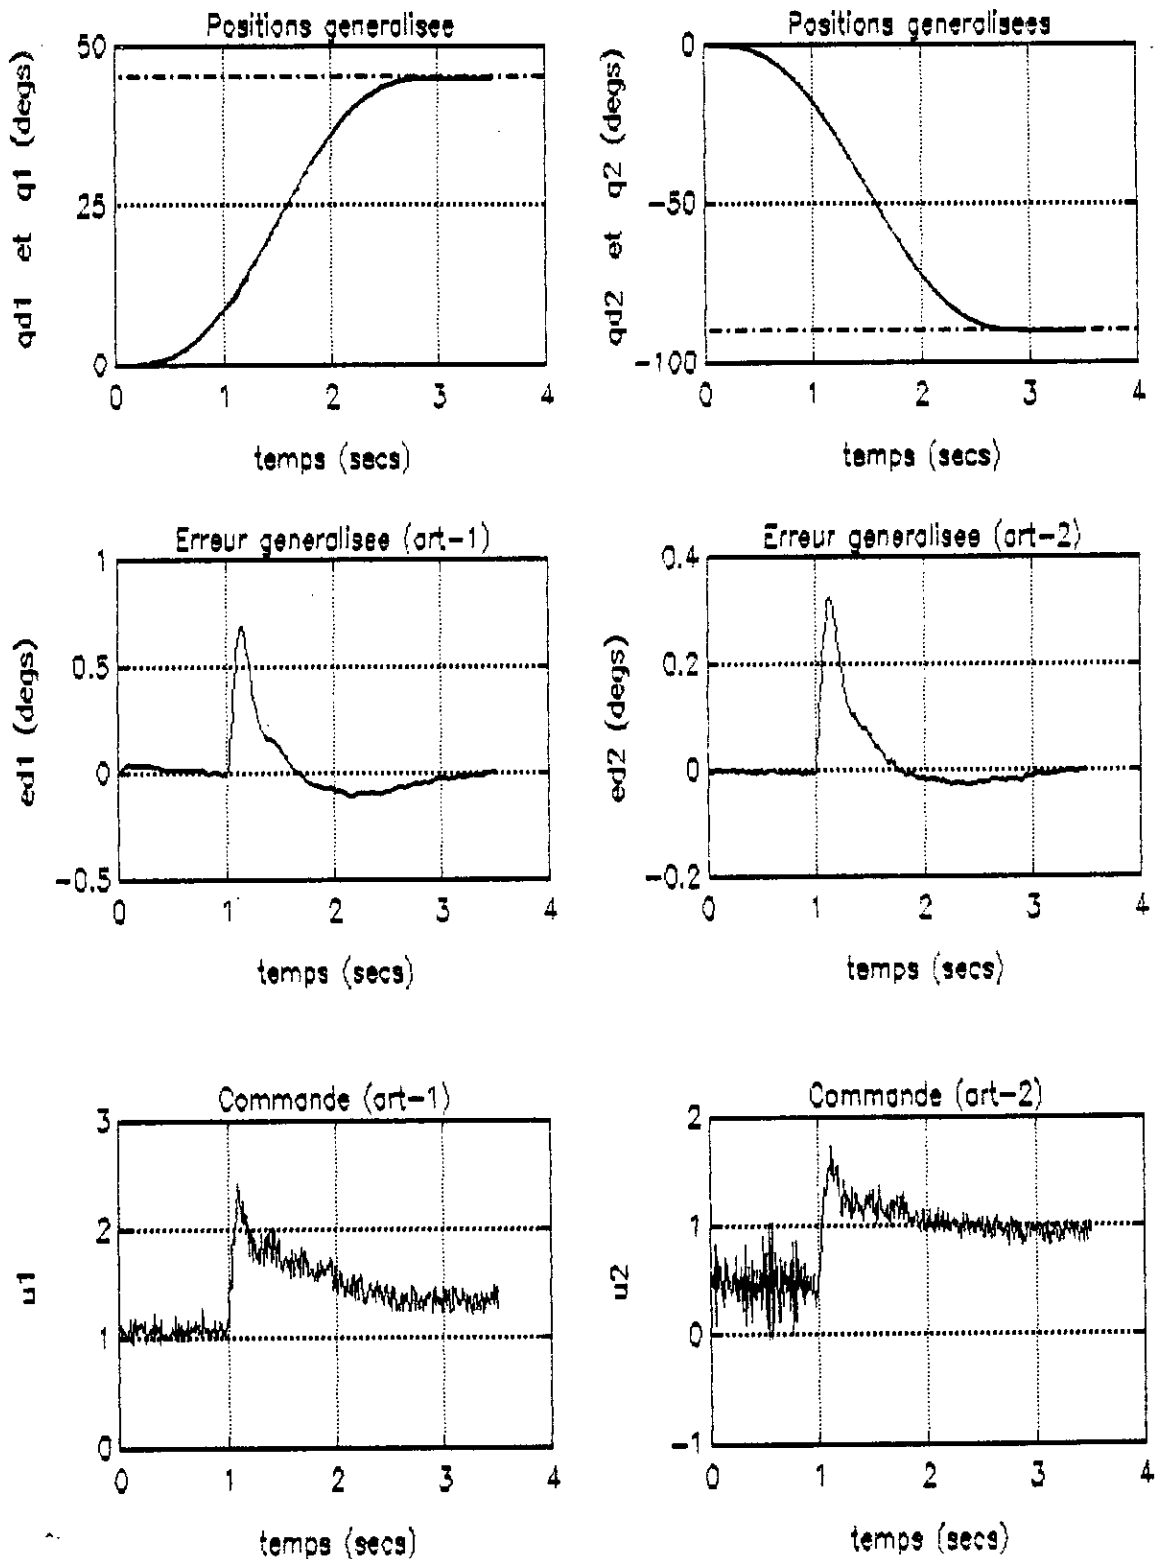 Positions generalisee
50
25
0
qd1 et q1 (degs)
0 1 2 3 4
temps (secs)
Positions generalisees
0
-50
-100
qd2 et q2 (degs)
0 1 2 3 4
temps (secs)
Erreur generalisee (art-1)
1
0.5
0
-0.5
ed1 (degs)
0 1 2 3 4
temps (secs)
Erreur generalisee (art-2)
0.4
0.2
0
-0.2
ed2 (degs)
0 1 2 3 4
temps (secs)
Commande (art-1)
3
2
1
0
u1
0 1 2 3 4
temps (secs)
Commande (art-2)
2
1
0
-1
u2
0 1 2 3 4
temps (secs)